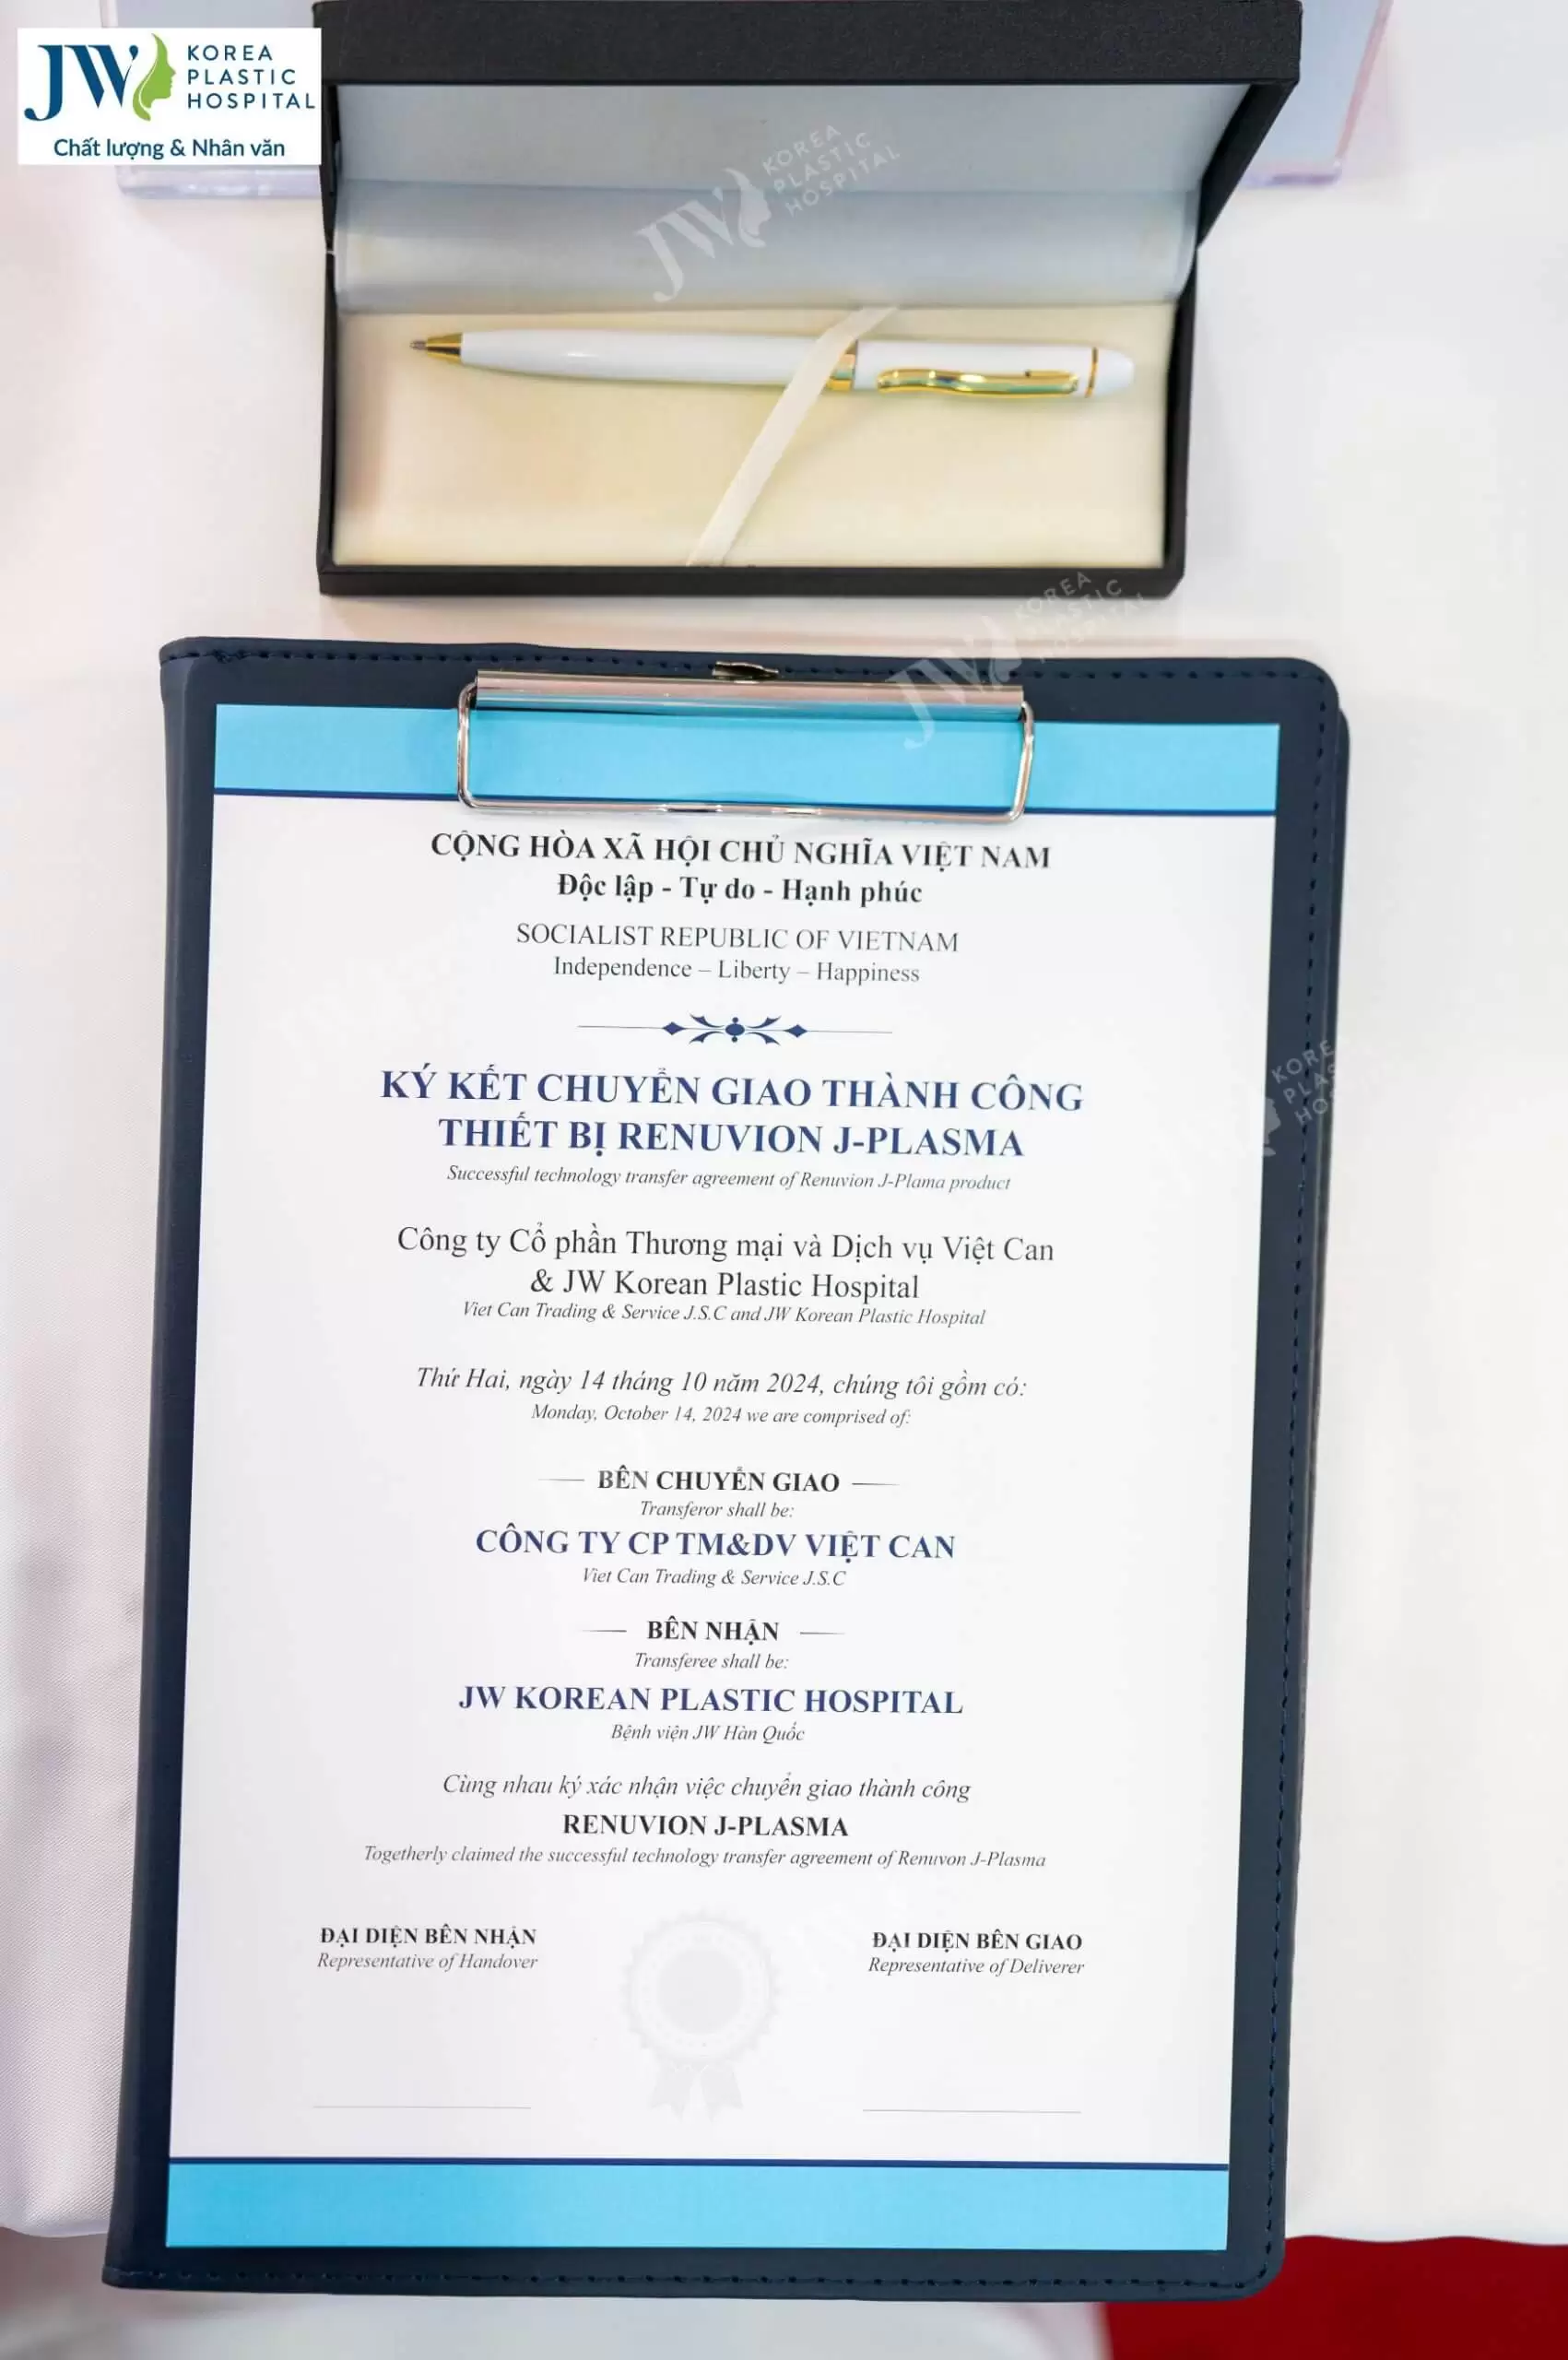 JW KOREA
PLASTIC
HOSPITAL
Chất lượng & Nhân văn
JW KOREA
PLASTIC
HOSPITAL
JW KOREA
PLASTIC
HOSPITAL
CỘNG HÒA XÃ HỘI CHỦ NGHĨA VIỆT NAM
Độc lập - Tự do - Hạnh phúc
SOCIALIST REPUBLIC OF VIETNAM
Independence – Liberty – Happiness
KÝ KẾT CHUYỂN GIAO THÀNH CÔNG
THIẾT BỊ RENUVION J-PLASMA
Successful technology transfer agreement of Renuvion J-Plama product
Công ty Cổ phần Thương mại và Dịch vụ Việt Can
& JW Korean Plastic Hospital
Viet Can Trading & Service J.S.C and JW Korean Plastic Hospital
Thứ Hai, ngày 14 tháng 10 năm 2024, chúng tôi gồm có:
Monday, October 14, 2024 we are comprised of:
BÊN CHUYỂN GIAO
Transferor shall be:
CÔNG TY CP TM&DV VIỆT CAN
Viet Can Trading & Service J.S.C
BÊN NHẬN
Transferee shall be:
JW KOREAN PLASTIC HOSPITAL
Bệnh viện JW Hàn Quốc
Cùng nhau ký xác nhận việc chuyển giao thành công
RENUVION J-PLASMA
Togetherly claimed the successful technology transfer agreement of Renuvon J-Plasma
ĐẠI DIỆN BÊN NHẬN
Representative of Handover
ĐẠI DIỆN BÊN GIAO
Representative of Deliverer